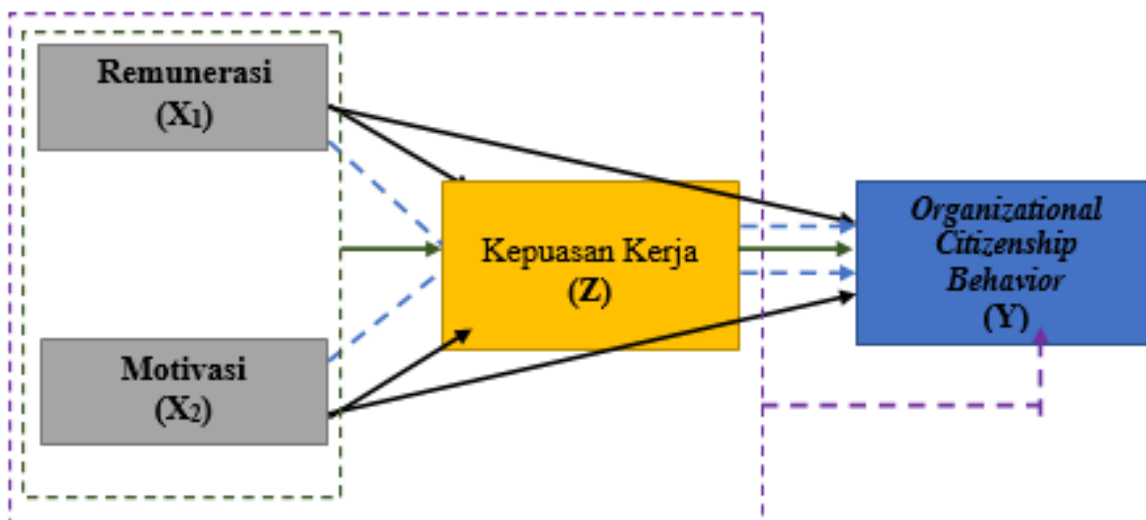 Remunerasi
(X₁)
Kepuasan Kerja
(Z)
Organizational
Citizenship
Behavior
(Y)
Motivasi
(X₂)